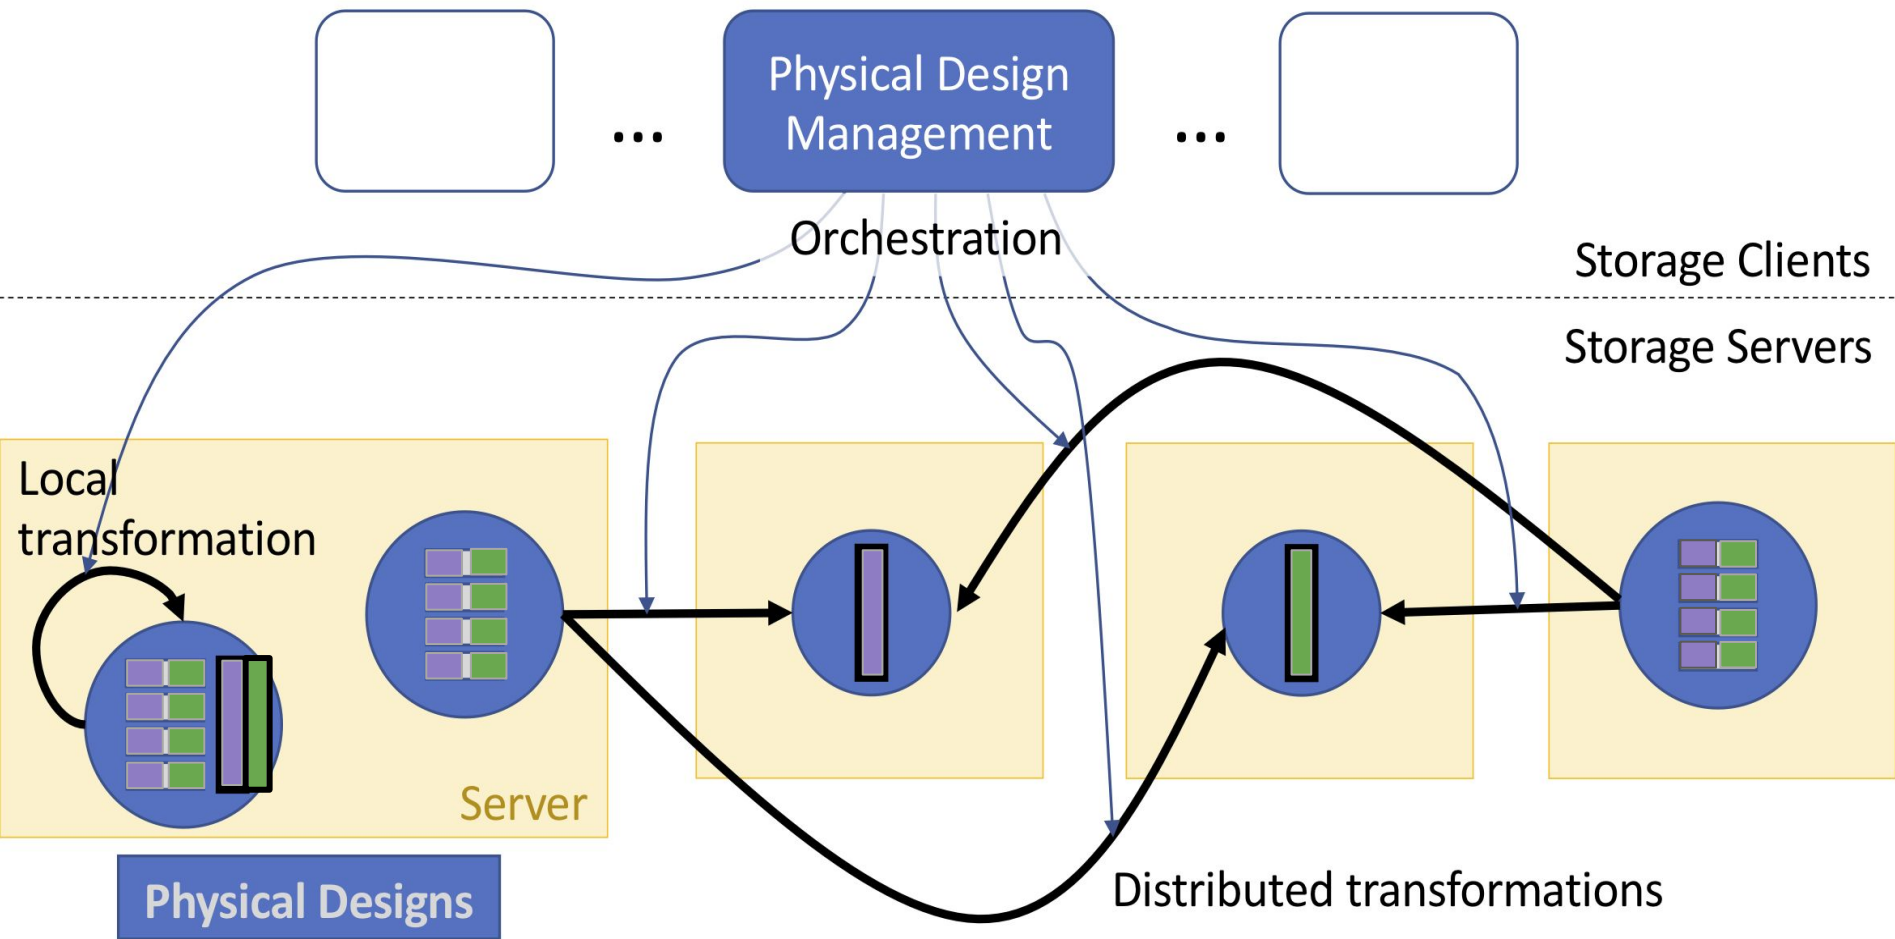 Physical Design
Management
...
...
Orchestration
Storage Clients
Storage Servers
Local
transformation
Server
Physical Designs
Distributed transformations